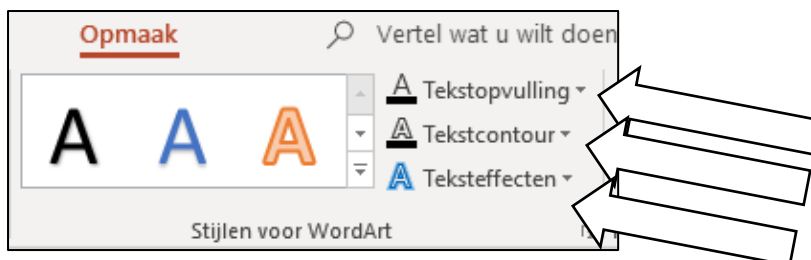 Opmaak Vertel wat u wilt doen
A Tekstopvulling
A A A A Tekstcontour
A Teksteffecten
Stijlen voor WordArt